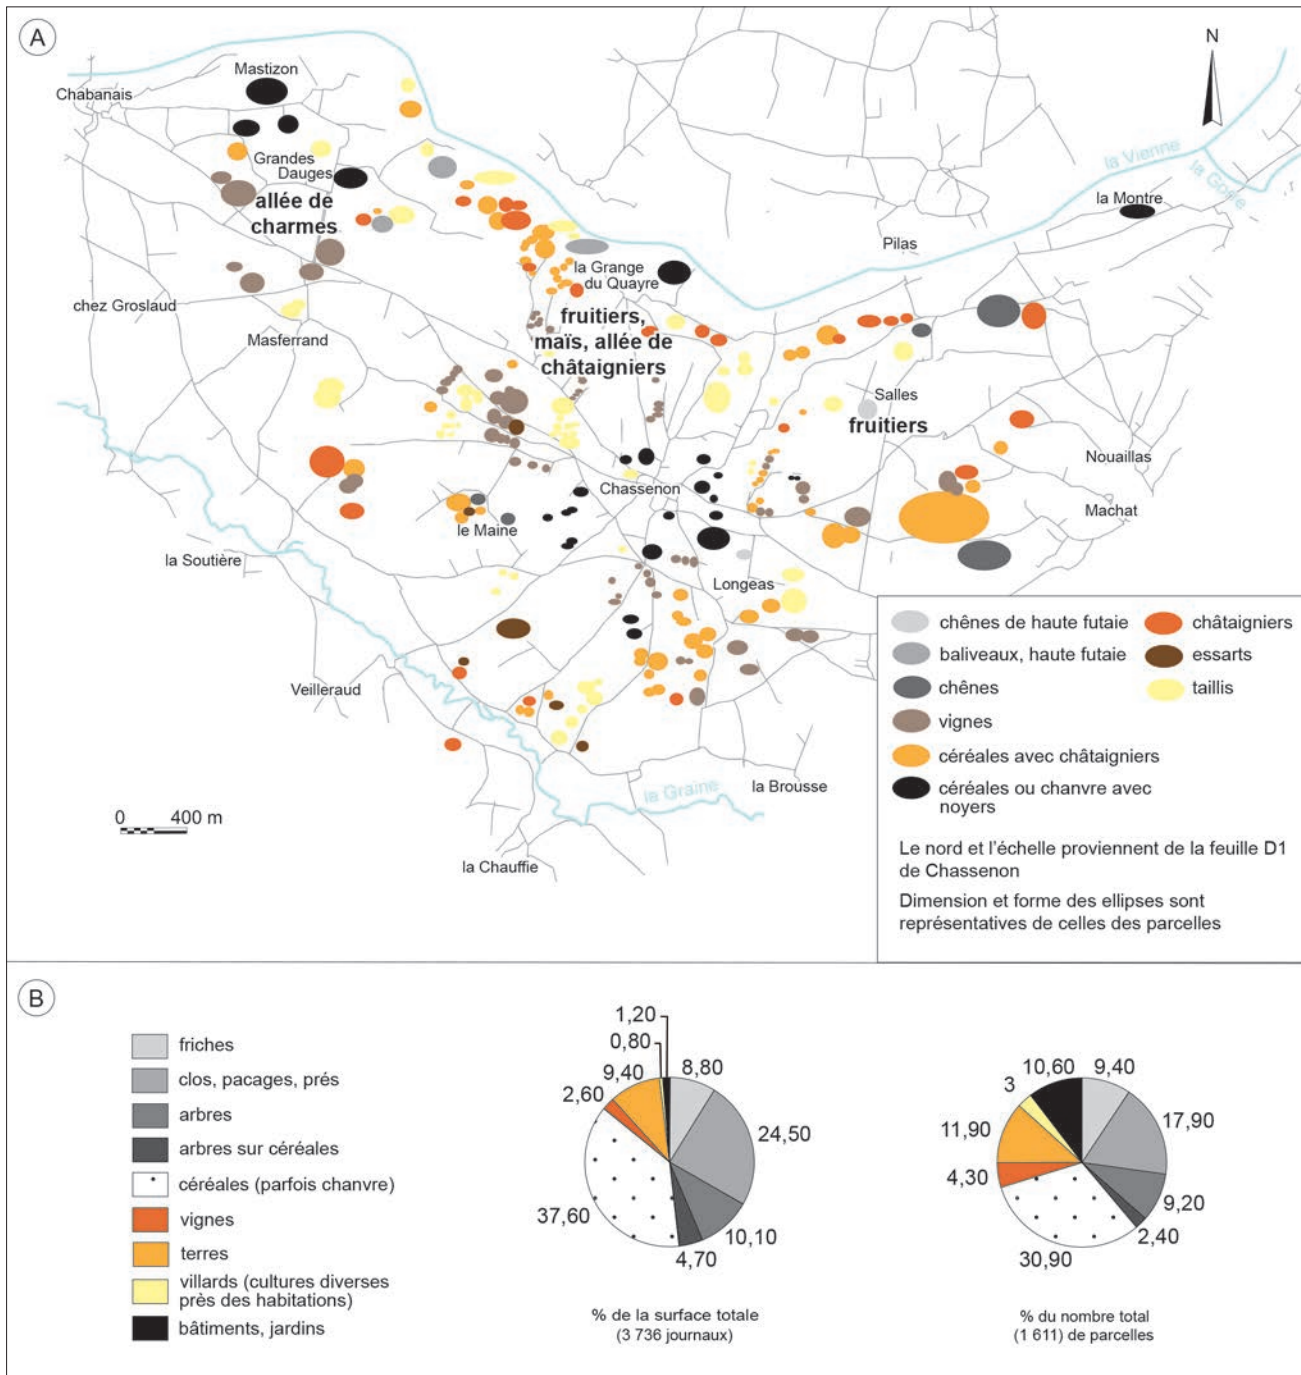 A
N
Mastizon
Chabanais
la Vienne
la Goire
Grandes
Dauges
allée de
charmes
la Montre
Pilas
la Grange
du Quayre
chez Groslaud
fruitiers,
maïs, allée de
châtaigniers
Masferrand
Salles
fruitiers
Nouaillas
Chassenon
Machat
le Maine
la Soutière
Longeas
Veilleraud
la Brousse
la Graine
0 400 m
la Chauffie
chênes de haute futaie
châtaigniers
baliveaux, haute futaie
essarts
chênes
taillis
vignes
céréales avec châtaigniers
céréales ou chanvre avec
noyers
Le nord et l'échelle proviennent de la feuille D1
de Chassenon
Dimension et forme des ellipses sont
représentatives de celles des parcelles
B
friches
clos, pacages, prés
arbres
arbres sur céréales
céréales (parfois chanvre)
vignes
terres
villards (cultures diverses
près des habitations)
bâtiments, jardins
1,20
0,80
9,40
2,60
8,80
24,50
37,60
10,10
4,70
% de la surface totale
(3 736 journaux)
10,60
9,40
3
11,90
17,90
4,30
9,20
2,40
30,90
% du nombre total
(1 611) de parcelles